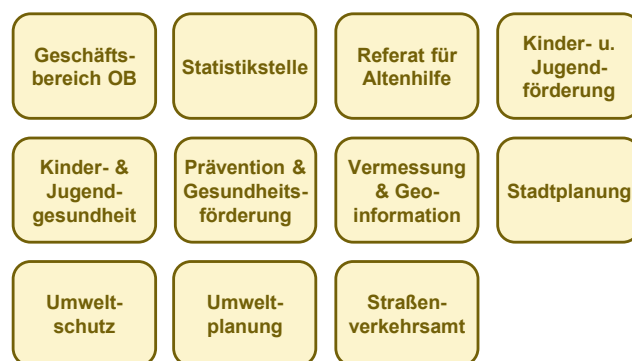 Geschäfts-
bereich OB
Statistikstelle
Referat für
Altenhilfe
Kinder- u.
Jugend-
förderung
Kinder- &
Jugend-
gesundheit
Prävention &
Gesundheits-
förderung
Vermessung
& Geo-
information
Stadtplanung
Umwelt-
schutz
Umwelt-
planung
Straßen-
verkehrsamt